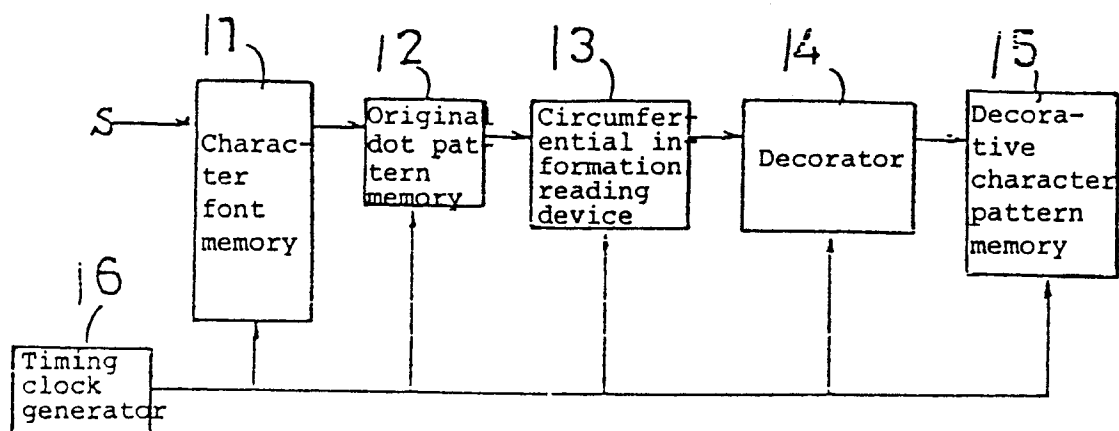 11
12
13
14
15
S
Charac-
ter
font
memory
Original
dot pat-
tern
memory
Circumfer-
ential in-
formation
reading
device
Decorator
Decora-
tive
character
pattern
memory
16
Timing
clock
generator